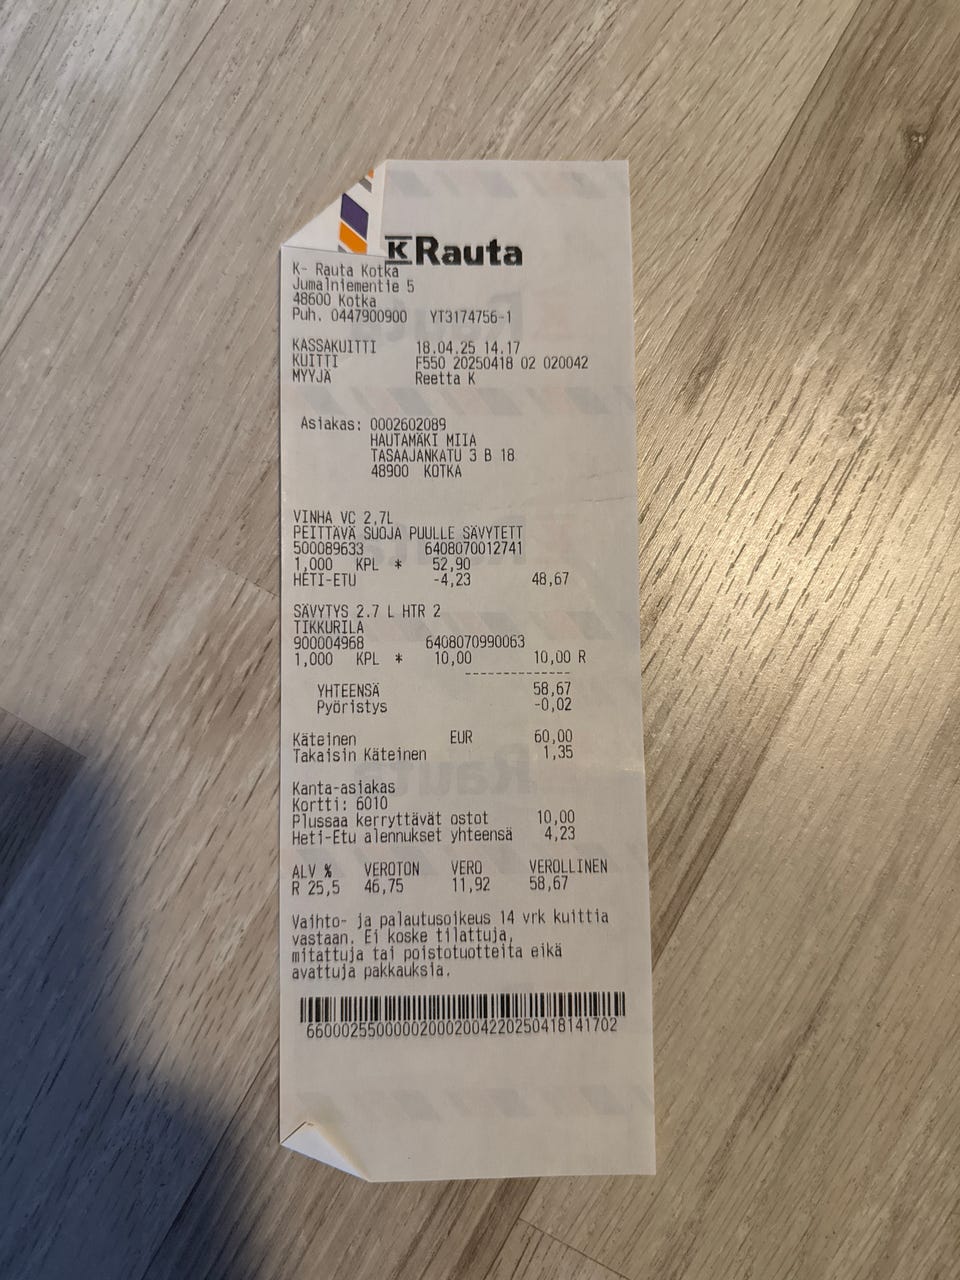 K Rauta
K- Rauta Kotka
Jumalniementie 5
48600 Kotka
Puh. 0447900900 YT3174756-1
KASSAKUITTI 18.04.25 14.17
KUITTI F550 20250418 02 020042
MYYJÄ Reetta K
Asiakas: 0002602089
HAUTAMÄKI MIIA
TASAAJANKATU 3 B 18
48900 KOTKA
VINHA VC 2,7L
PEITTÄVÄ SUOJA PUULLE SÄVYTETT
500089633 6408070012741
1,000 KPL * 52,90
HETI-ETU -4,23 48,67
SÄVYTYS 2.7 L HTR 2
TIKKURILA
900004968 6408070990063
1,000 KPL * 10,00 10,00 R
YHTEENSÄ 58,67
Pyöristys -0,02
Käteinen EUR 60,00
Takaisin Käteinen 1,35
Kanta-asiakas
Kortti: 6010
Plussaa kerryttävät ostot 10,00
Heti-Etu alennukset yhteensä 4,23
ALV % VEROTON VERO VEROLLINEN
R 25,5 46,75 11,92 58,67
Vaihto- ja palautusoikeus 14 vrk kuittia
vastaan. Ei koske tilattuja,
mitattuja tai poistotuotteita eikä
avattuja pakkauksia.
660002550000020002004220250418141702